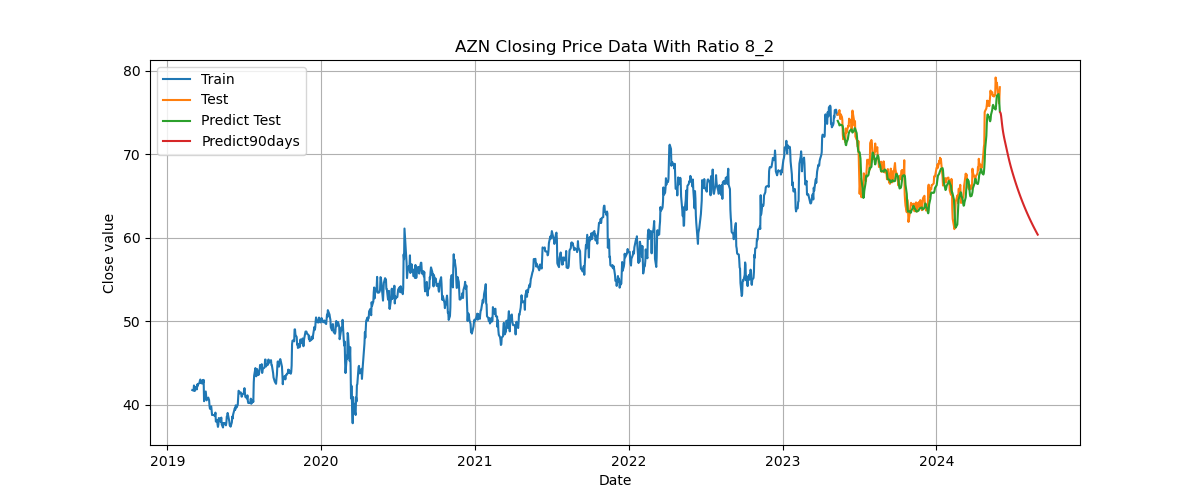 AZN Closing Price Data With Ratio 8_2
Train
Test
Predict Test
Predict90days
Close value
80
70
60
50
40
2019
2020
2021
2022
2023
2024
Date